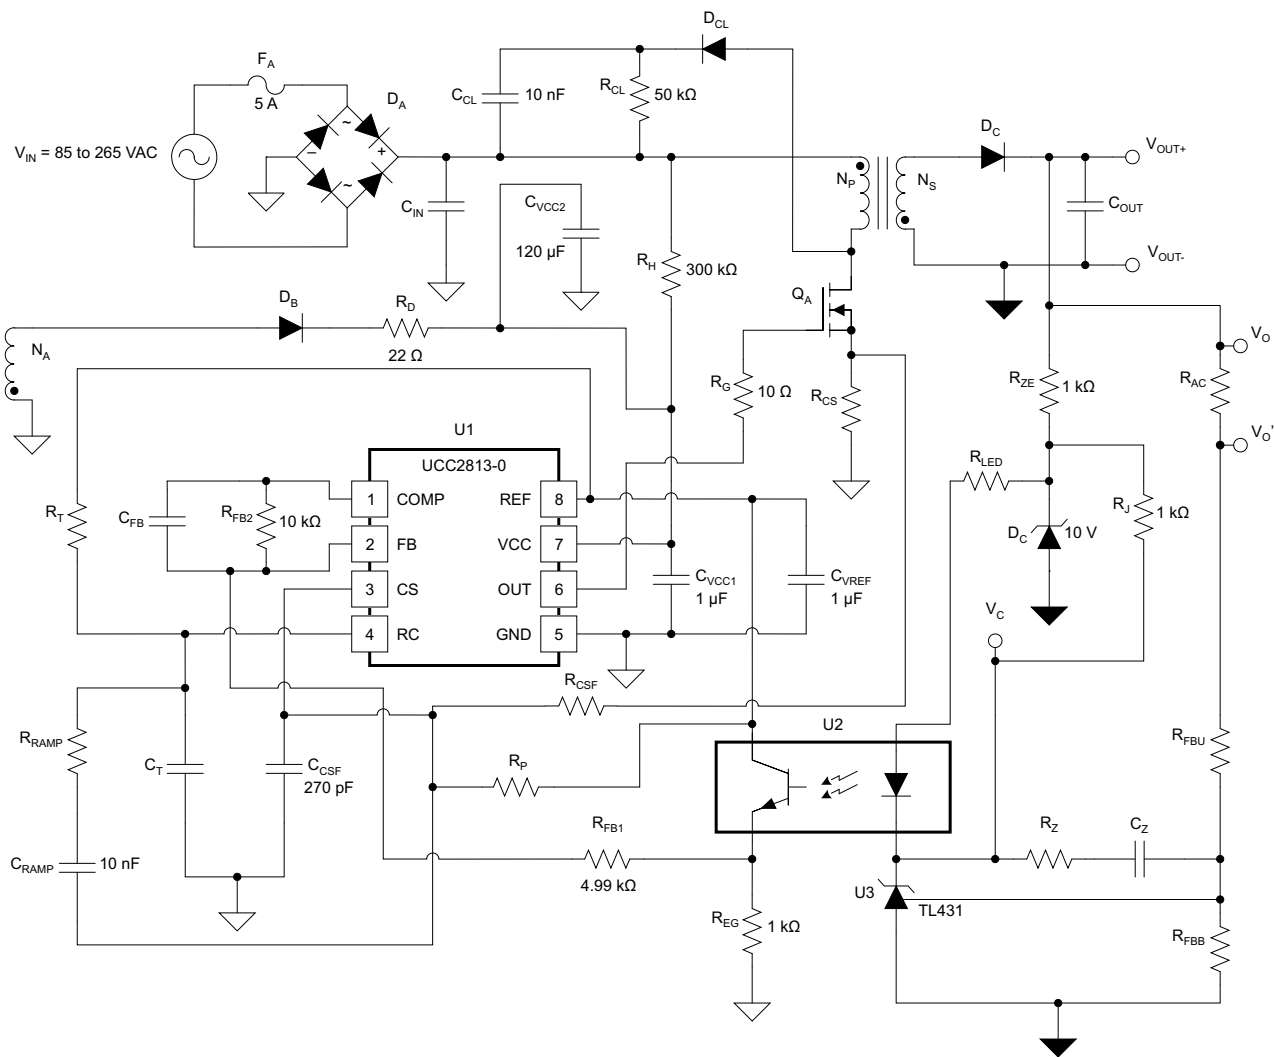 D_CL
F_A
5 A
D_A
C_CL
10 nF
R_CL
50 kΩ
V_IN = 85 to 265 VAC
~
–
+
~
D_C
V_OUT+
N_P
N_S
C_IN
C_VCC2
120 µF
C_OUT
R_H
300 kΩ
V_OUT-
D_B
R_D
22 Ω
Q_A
N_A
V_O
R_G
10 Ω
R_CS
R_ZE
1 kΩ
R_AC
U1
V_O'
UCC2813-0
R_LED
R_T
C_FB
R_FB2
10 kΩ
1
COMP
REF
8
2
FB
VCC
7
3
CS
OUT
6
4
RC
GND
5
C_VCC1
1 µF
C_VREF
1 µF
D_C
10 V
R_J
1 kΩ
V_C
R_CSF
U2
R_RAMP
C_T
C_CSF
270 pF
R_P
R_FBU
C_RAMP
10 nF
R_FB1
4.99 kΩ
R_Z
C_Z
U3
TL431
R_EG
1 kΩ
R_FBB